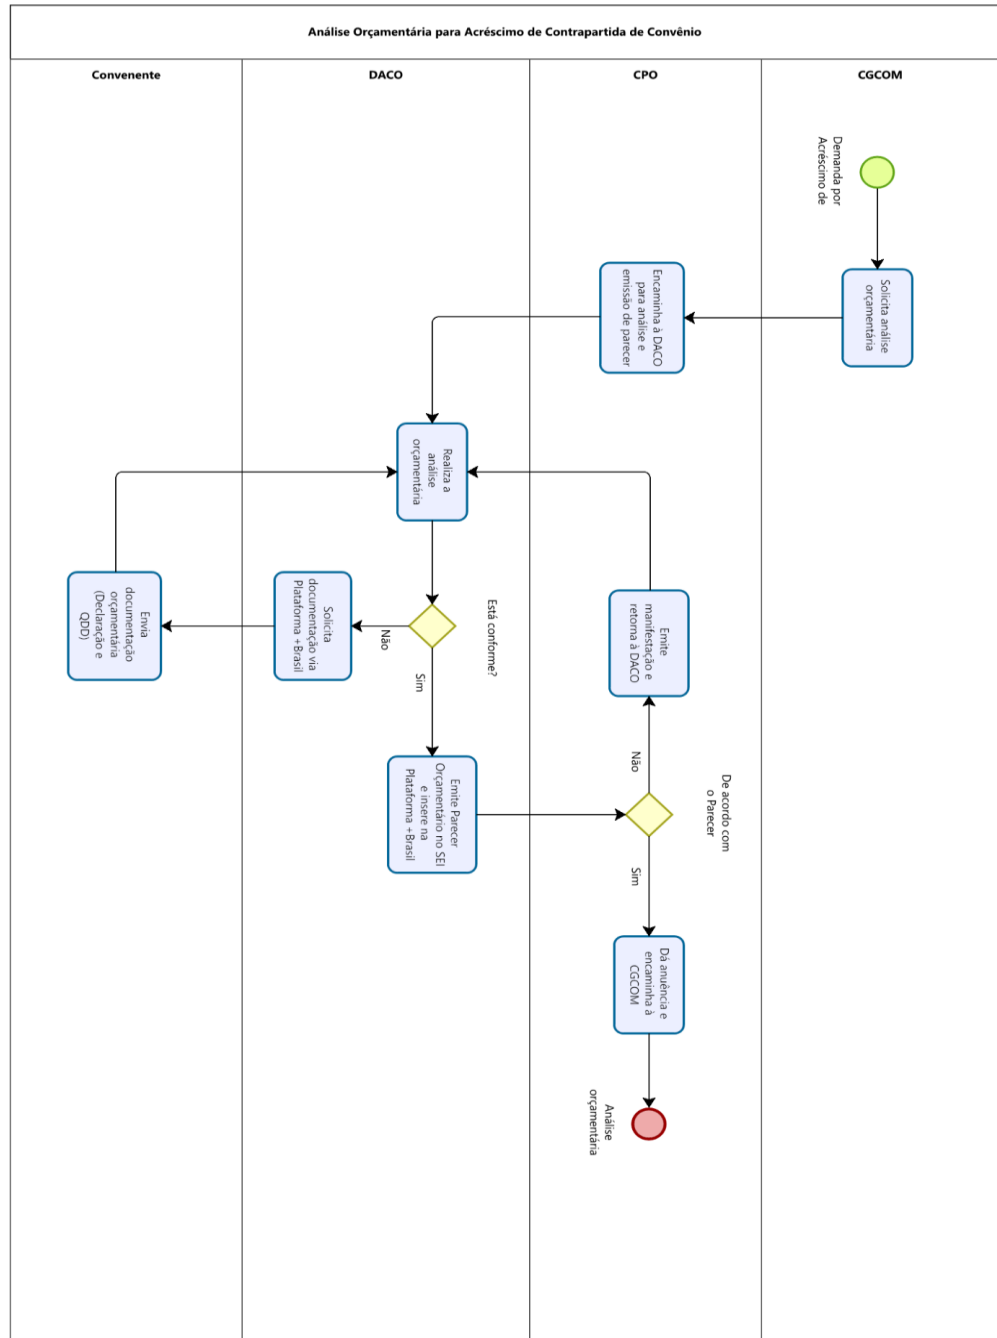 Análise Orçamentária para Acréscimo de Contrapartida de Convênio
Convenente
DACO
CPO
CGCOM
Demanda por
Acréscimo de
Solicita análise
orçamentária
Encaminha à DACO
para análise e
emissão de parecer
Realiza a
análise
orçamentária
Está conforme?
Não
Sim
Solicita
documentação via
Plataforma +Brasil
Envia
documentação
orçamentária
(Declaração e
QDD)
Emite Parecer
Orçamentário no SEI
e insere na
Plataforma +Brasil
De acordo com
o Parecer
Não
Sim
Emite
manifestação e
retorna à DACO
Dá anuência e
encaminha à
CGCOM
Análise
orçamentária